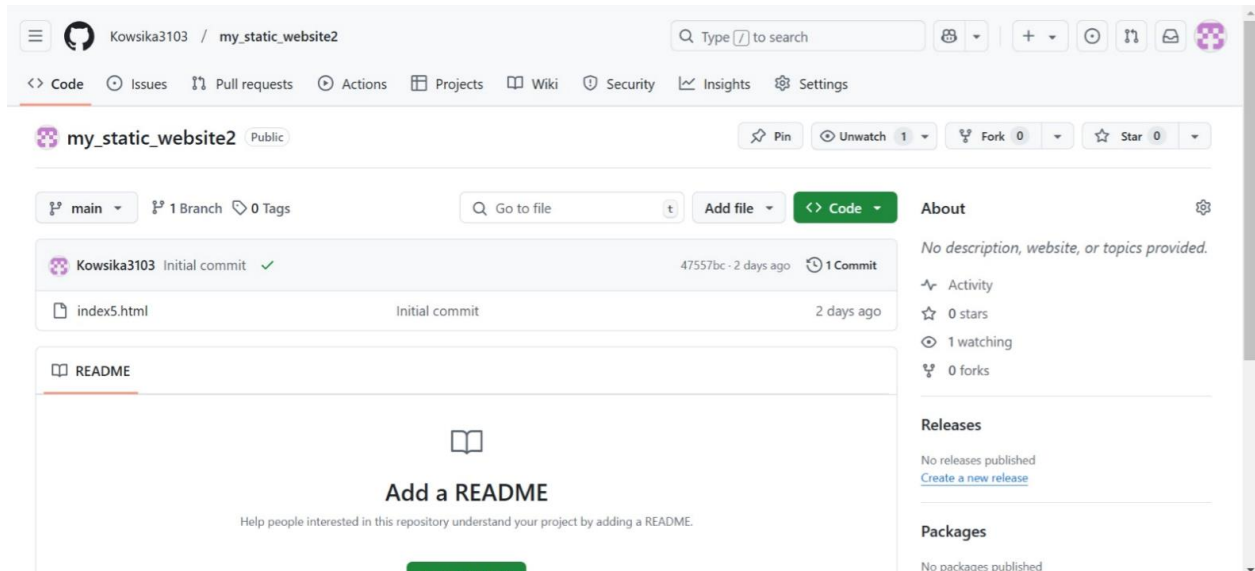 Kowsika3103 / my_static_website2
Type / to search
Code Issues Pull requests Actions Projects Wiki Security Insights Settings
my_static_website2 Public
Pin Unwatch 1 Fork 0 Star 0
main 1 Branch 0 Tags
Go to file t
Add file
<> Code
Kowsika3103 Initial commit
47557bc · 2 days ago 1 Commit
index5.html Initial commit 2 days ago
README
Add a README
Help people interested in this repository understand your project by adding a README.
About
No description, website, or topics provided.
Activity
0 stars
1 watching
0 forks
Releases
No releases published
Create a new release
Packages
No packages published